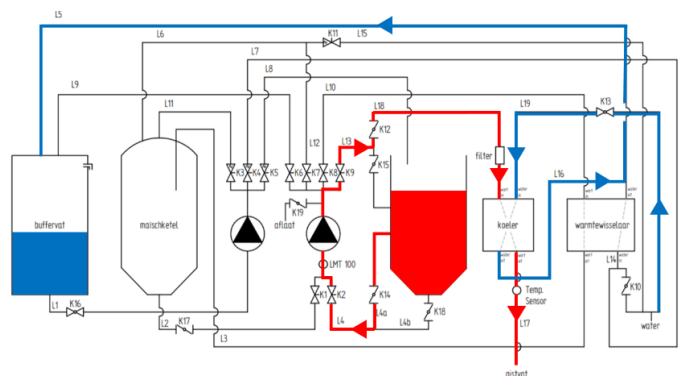 L5
L6
K11
L15
L7
L8
L9
L10
L18
L19
K13
L11
L12
L13
K12
filter
L16
K15
K3
K4
K5
K6
K7
K8
K9
buffervat
maischketel
K19
aflaat
koeler
warmtewisselaar
LMT 100
L14
K10
Temp.
Sensor
K1
K2
K14
L1
K16
L2
K17
L3
L4
L4a
L4b
K18
L17
water
gistvat